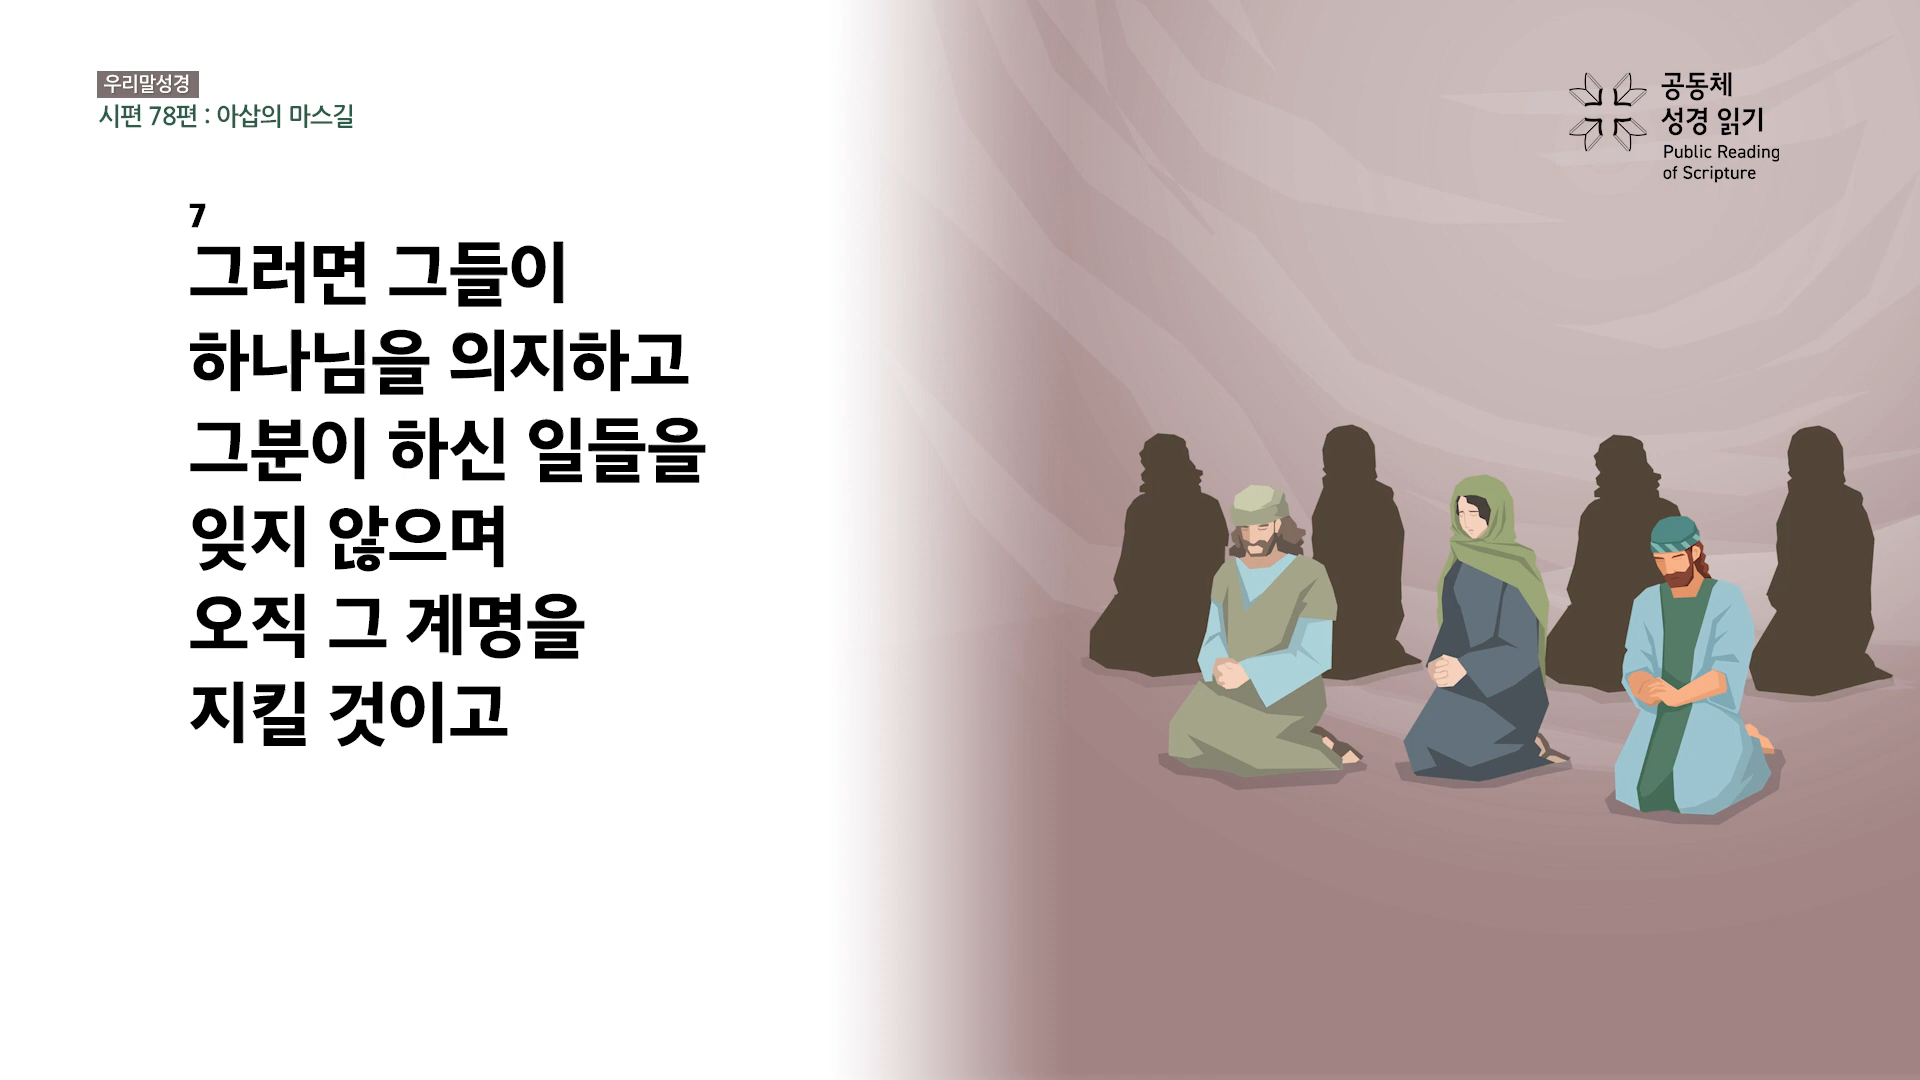 우리말성경
시편 78편 : 아삽의 마스길
공동체
성경 읽기
Public Reading
of Scripture
7
그러면 그들이
하나님을 의지하고
그분이 하신 일들을
잊지 않으며
오직 그 계명을
지킬 것이고